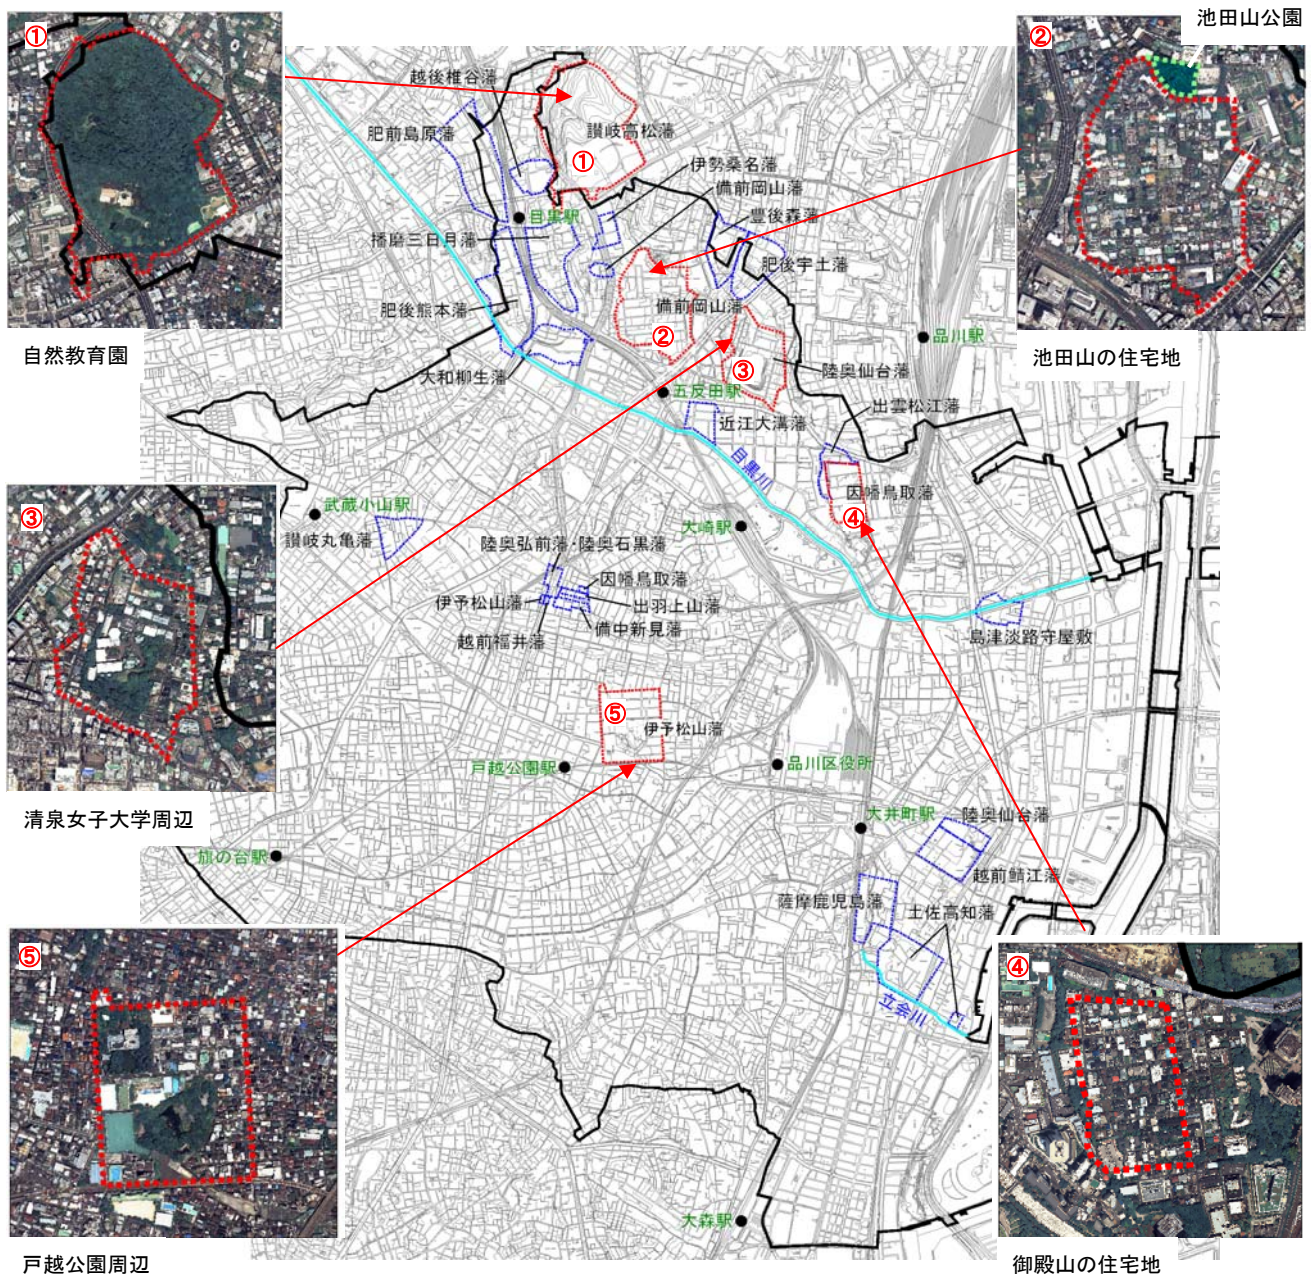 ①
自然教育園
②
池田山公園
池田山の住宅地
③
清泉女子大学周辺
④
御殿山の住宅地
⑤
戸越公園周辺
越後椎谷藩
肥前島原藩
讃岐高松藩
①
伊勢桑名藩
備前岡山藩
目黒駅
豊後森藩
播磨三日月藩
肥後宇土藩
肥後熊本藩
備前岡山藩
②
品川駅
大和柳生藩
③
陸奥仙台藩
五反田駅
出雲松江藩
近江大溝藩
目黒川
因幡鳥取藩
④
武蔵小山駅
讃岐丸亀藩
大崎駅
陸奥弘前藩・陸奥石黒藩
因幡鳥取藩
伊予松山藩
出羽上山藩
備中新見藩
越前福井藩
島津淡路守屋敷
⑤
伊予松山藩
戸越公園駅
品川区役所
大井町駅
陸奥仙台藩
旗の台駅
越前鯖江藩
薩摩鹿児島藩
土佐高知藩
立会川
大森駅